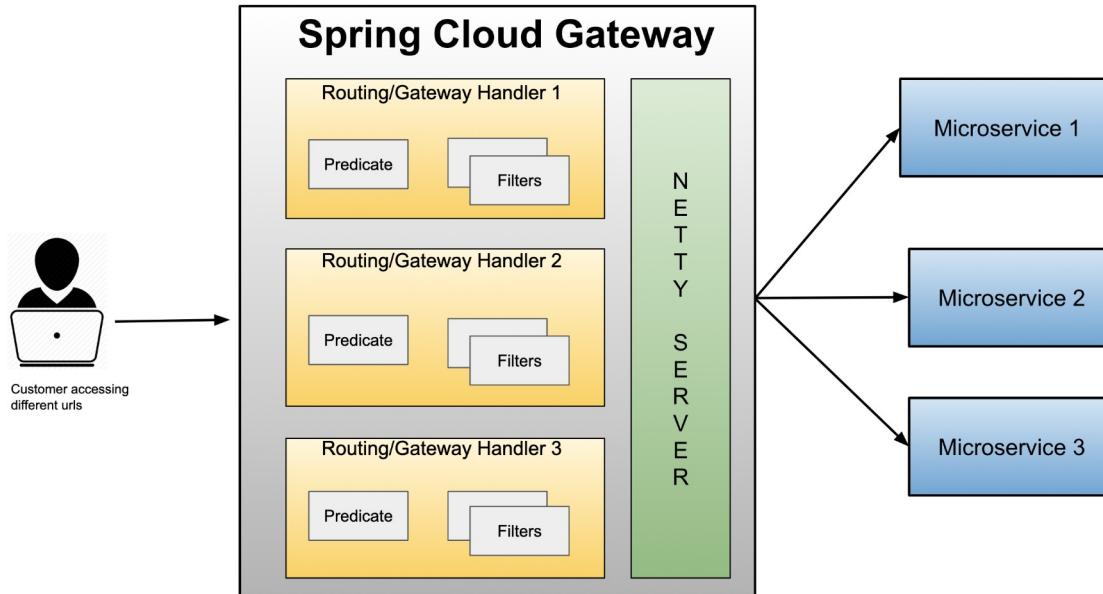 Spring Cloud Gateway
Routing/Gateway Handler 1
Predicate
Filters
Routing/Gateway Handler 2
Predicate
Filters
Routing/Gateway Handler 3
Predicate
Filters
N
E
T
T
Y
S
E
R
V
E
R
Customer accessing
different urls
Microservice 1
Microservice 2
Microservice 3